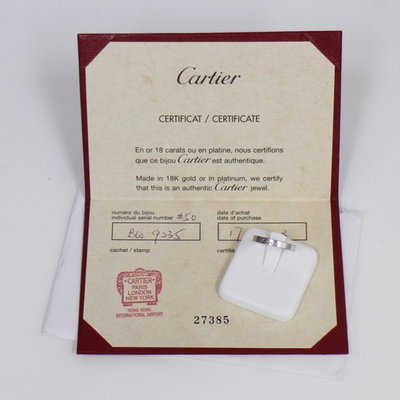 Cartier
CERTIFICAT / CERTIFICATE
En or 18 carats ou en platine, nous certifions
que ce bijou Cartier est authentique.
Made in 18K gold or in platinum, we certify
that this is an authentic Cartier jewel.
numéro du bijou
individual serial number #50
date d'achat
date of purchase
9235
17
cachet / stamp
CARTIER
PARIS
LONDON
NEW YORK
HONG KONG
INTERNATIONAL AIRPORT
27385